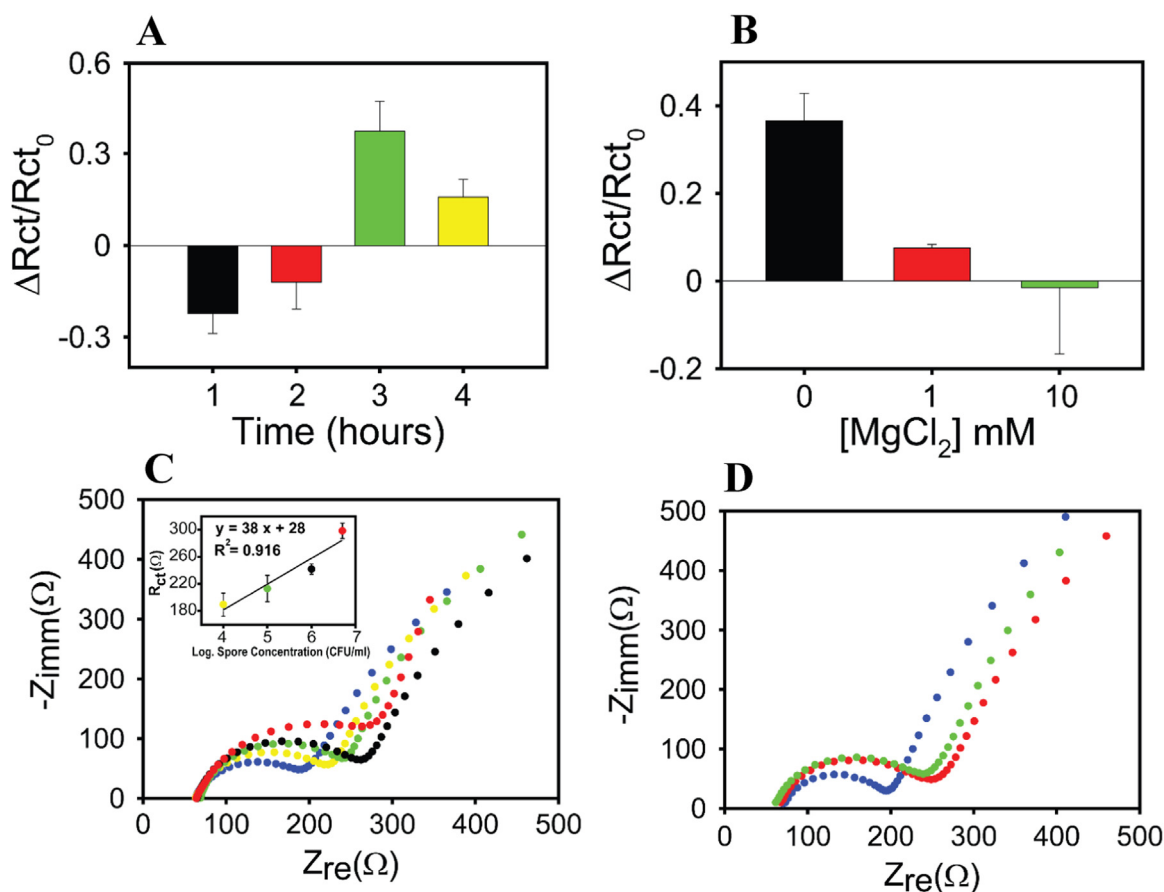 A
ΔRct/Rct₀
0.6
0.3
0
-0.3
1 2 3 4
Time (hours)
B
ΔRct/Rct₀
0.4
0.2
0
-0.2
0 1 10
[MgCl₂] mM
C
-Zimm(Ω)
500
400
300
200
100
0
0 100 200 300 400 500
Zre(Ω)
y = 38 x + 28
R²= 0.916
Rct(Ω)
300
260
220
180
4 5 6 7
Log. Spore Concentration (CFU/ml)
D
-Zimm(Ω)
500
400
300
200
100
0
0 100 200 300 400 500
Zre(Ω)